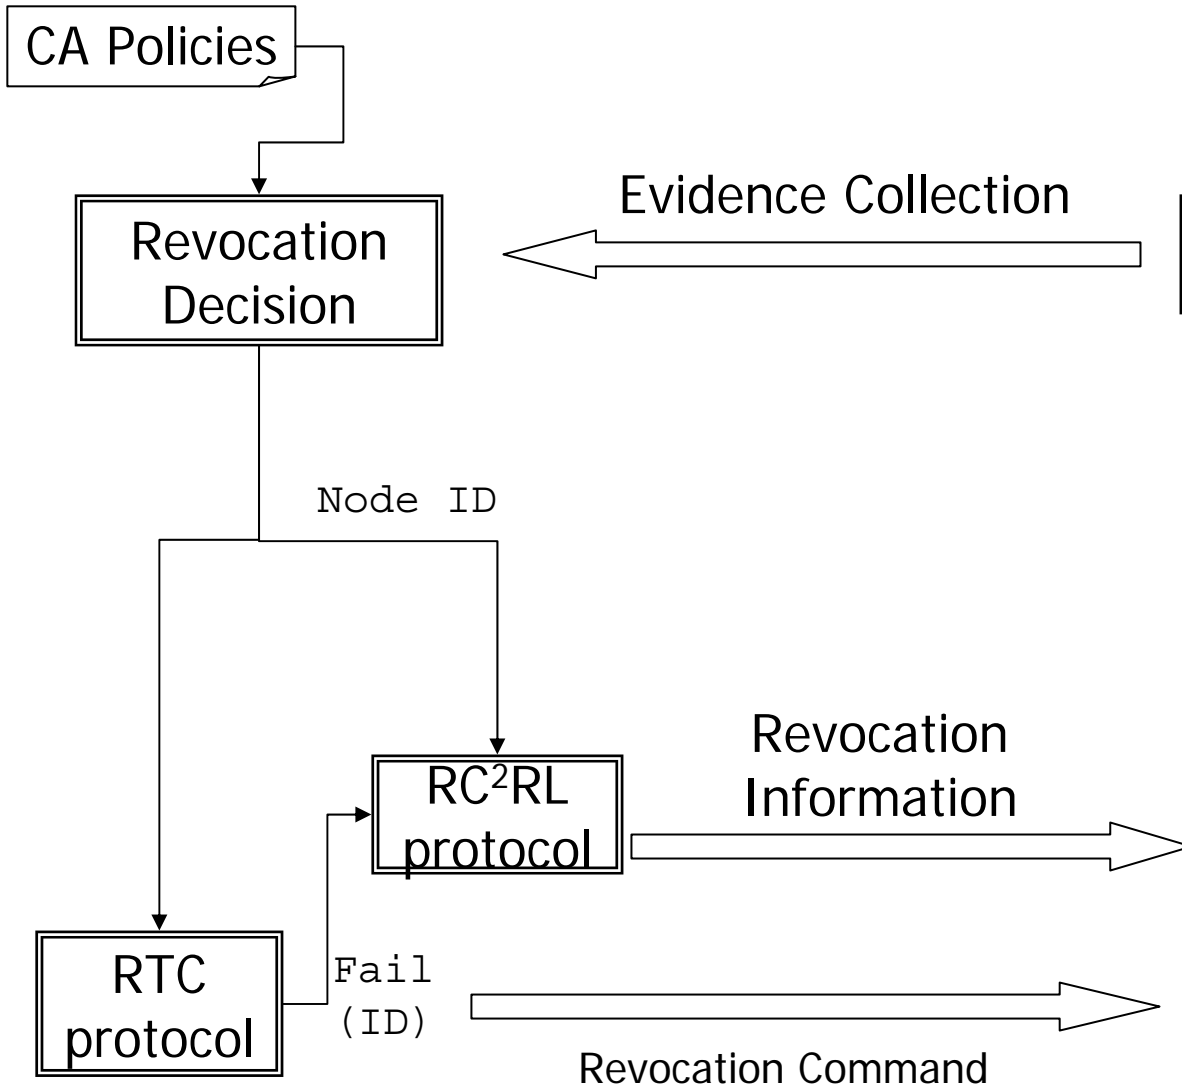 CA Policies
Evidence Collection
Revocation
Decision
Node ID
Revocation
Information
RC²RL
protocol
RTC
protocol
Fail
(ID)
Revocation Command